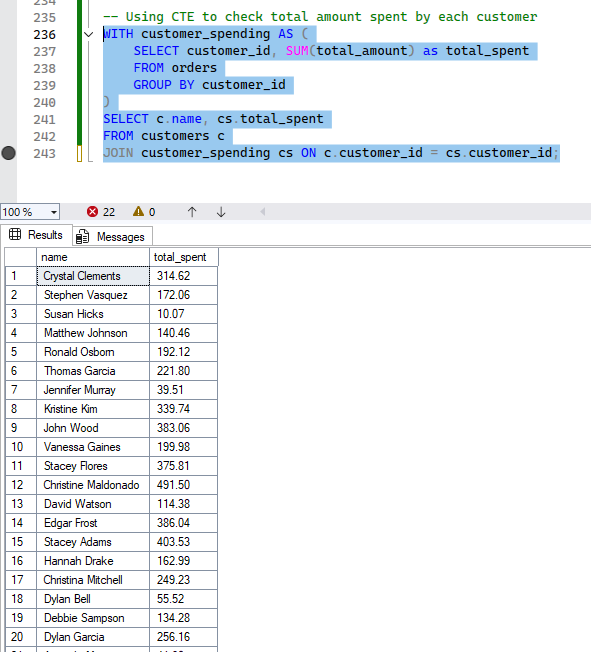 235 -- Using CTE to check total amount spent by each customer
236 WITH customer_spending AS (
237 SELECT customer_id, SUM(total_amount) as total_spent
238 FROM orders
239 GROUP BY customer_id
240 )
241 SELECT c.name, cs.total_spent
242 FROM customers c
243 JOIN customer_spending cs ON c.customer_id = cs.customer_id;
100 % 22 0
Results Messages
name total_spent
1 Crystal Clements 314.62
2 Stephen Vasquez 172.06
3 Susan Hicks 10.07
4 Matthew Johnson 140.46
5 Ronald Osborn 192.12
6 Thomas Garcia 221.80
7 Jennifer Murray 39.51
8 Kristine Kim 339.74
9 John Wood 383.06
10 Vanessa Gaines 199.98
11 Stacey Flores 375.81
12 Christine Maldonado 491.50
13 David Watson 114.38
14 Edgar Frost 386.04
15 Stacey Adams 403.53
16 Hannah Drake 162.99
17 Christina Mitchell 249.23
18 Dylan Bell 55.52
19 Debbie Sampson 134.28
20 Dylan Garcia 256.16